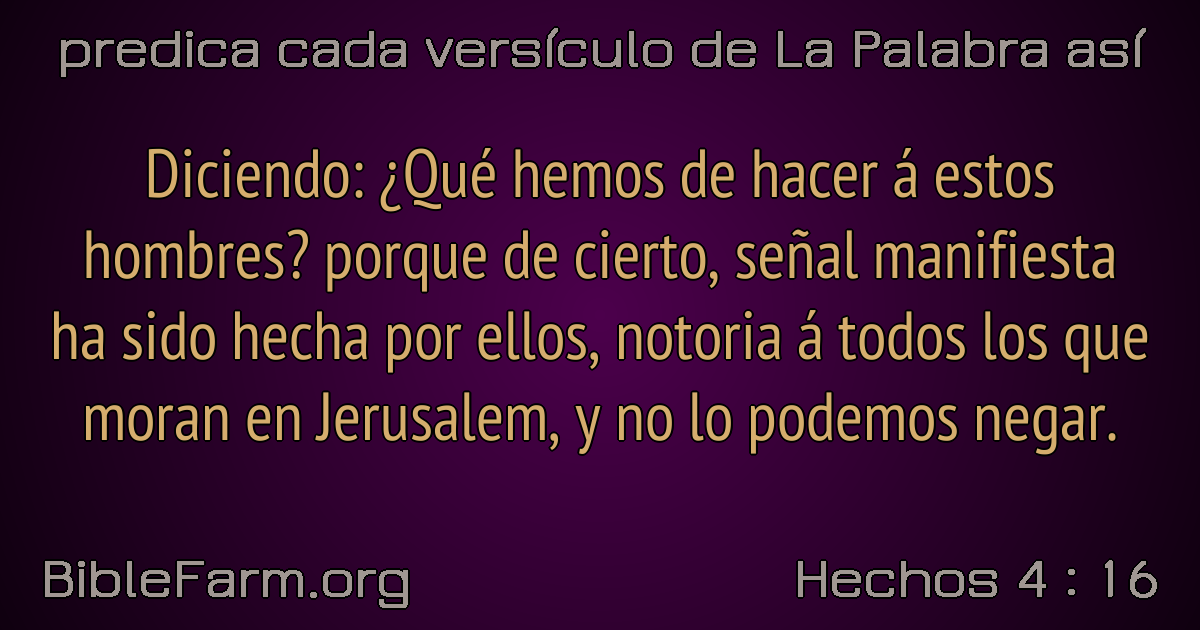 predica cada versículo de La Palabra así
Diciendo: ¿Qué hemos de hacer á estos
hombres? porque de cierto, señal manifiesta
ha sido hecha por ellos, notoria á todos los que
moran en Jerusalem, y no lo podemos negar.
BibleFarm.org
Hechos 4 : 16